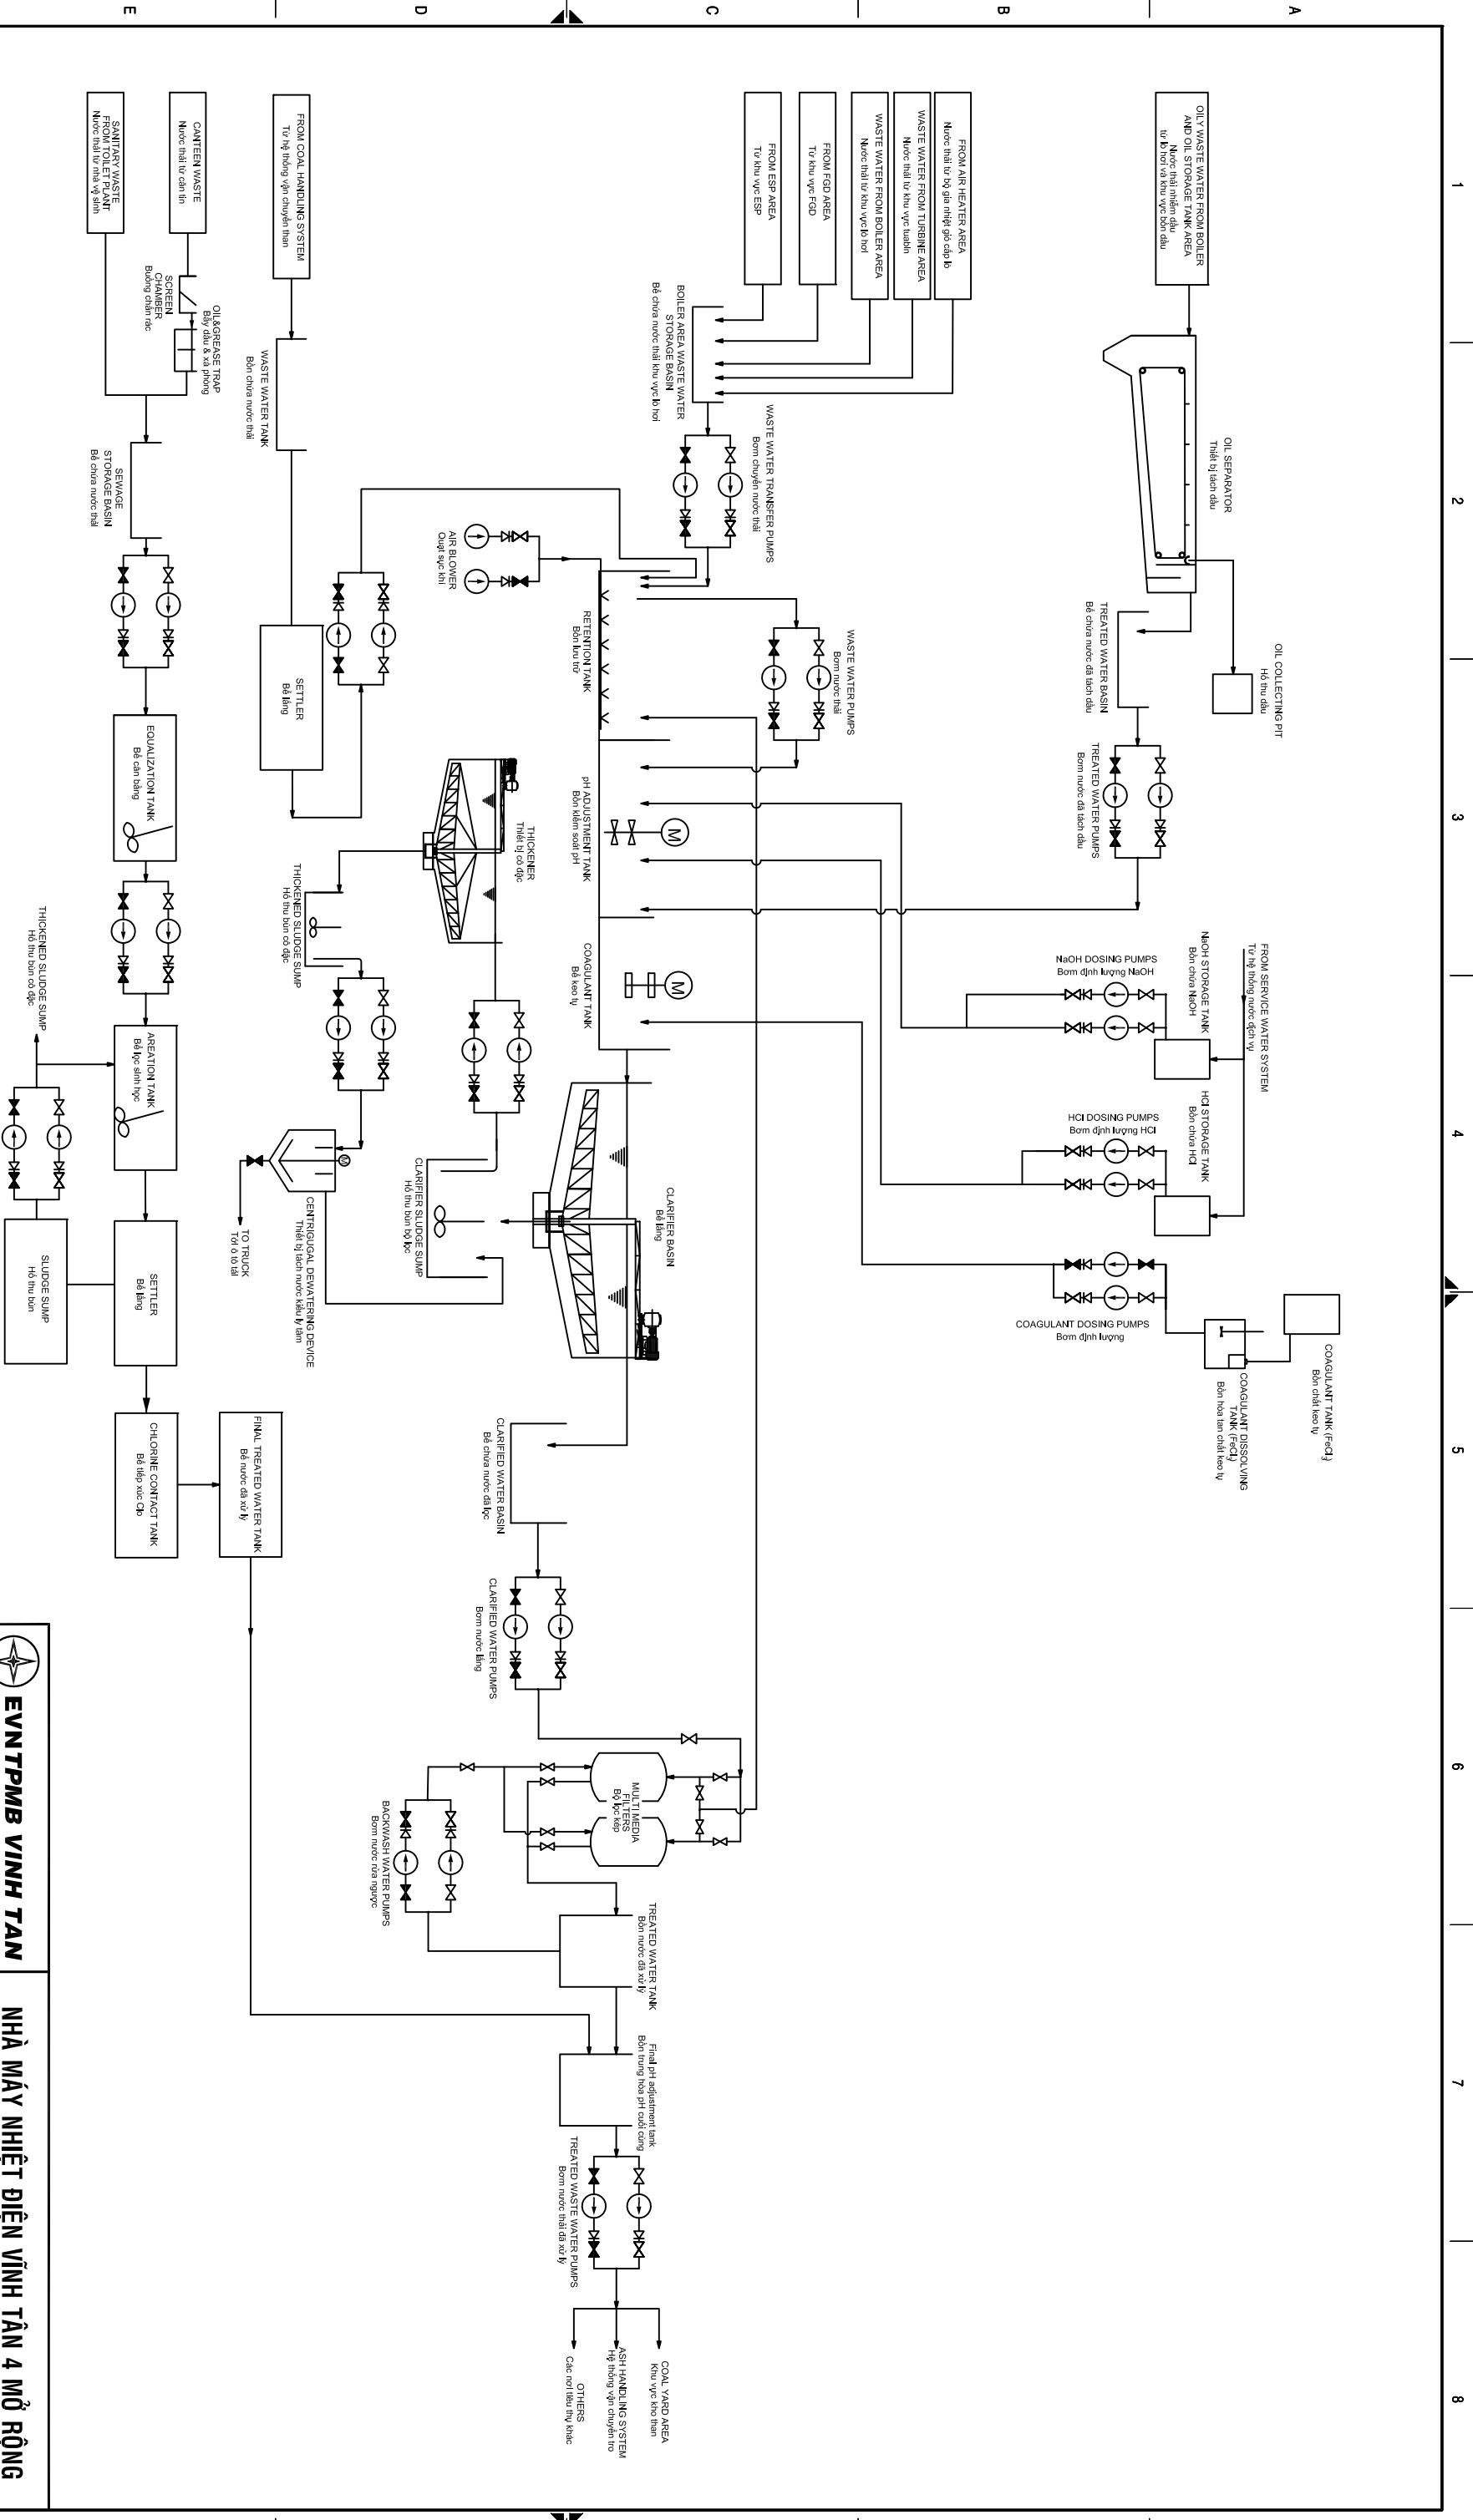 1
2
3
4
5
6
7
8
A
B
C
D
E
OILY WASTE WATER FROM BOILER
AND OIL STORAGE TANK AREA
Nước thải nhiễm dầu
từ lò hơi và khu vực bồn dầu
OIL SEPARATOR
Thiết bị tách dầu
OIL COLLECTING PIT
Hố thu dầu
TREATED WATER BASIN
Bể chứa nước đã tách dầu
TREATED WATER PUMPS
Bơm nước đã tách dầu
FROM SERVICE WATER SYSTEM
Từ hệ thống nước dịch vụ
NaOH STORAGE TANK
Bồn chứa NaOH
NaOH DOSING PUMPS
Bơm định lượng NaOH
HCl STORAGE TANK
Bồn chứa HCl
HCl DOSING PUMPS
Bơm định lượng HCl
COAGULANT TANK (FeCl3)
Bồn chất keo tụ
COAGULANT DISSOLVING
TANK (FeCl3)
Bồn hòa tan chất keo tụ
COAGULANT DOSING PUMPS
Bơm định lượng
FROM AIR HEATER AREA
Nước thải từ bộ gia nhiệt gió cấp lò
WASTE WATER FROM TURBINE AREA
Nước thải từ khu vực tuabin
WASTE WATER FROM BOILER AREA
Nước thải từ khu vực lò hơi
FROM FGD AREA
Từ khu vực FGD
FROM ESP AREA
Từ khu vực ESP
BOILER AREA WASTE WATER
STORAGE BASIN
Bể chứa nước thải khu vực lò hơi
WASTE WATER TRANSFER PUMPS
Bơm chuyển nước thải
WASTE WATER PUMPS
Bơm nước thải
AIR BLOWER
Quạt sục khí
RETENTION TANK
Bồn lưu trữ
pH ADJUSTMENT TANK
Bồn kiểm soát pH
M
COAGULANT TANK
Bể keo tụ
M
CLARIFIER BASIN
Bể lắng
CLARIFIER SLUDGE SUMP
Hố thu bùn bộ lọc
CLARIFIED WATER BASIN
Bể chứa nước đã lọc
CLARIFIED WATER PUMPS
Bơm nước lắng
MULTI MEDIA
FILTERS
Bộ lọc kép
BACKWASH WATER PUMPS
Bơm nước rửa ngược
TREATED WATER TANK
Bồn nước đã xử lý
Final pH adjustment tank
Bồn trung hòa pH cuối cùng
TREATED WASTE WATER PUMPS
Bơm nước thải đã xử lý
COAL YARD AREA
Khu vực kho than
ASH HANDLING SYSTEM
Hệ thống vận chuyển tro
OTHERS
Các nơi tiêu thụ khác
FROM COAL HANDLING SYSTEM
Từ hệ thống vận chuyển than
WASTE WATER TANK
Bồn chứa nước thải
SETTLER
Bể lắng
THICKENER
Thiết bị cô đặc
THICKENED SLUDGE SUMP
Hố thu bùn cô đặc
M
CENTRIGUGAL DEWATERING DEVICE
Thiết bị tách nước kiểu ly tâm
TO TRUCK
Tới ô tô tải
CANTEEN WASTE
Nước thải từ căn tin
SANITARY WASTE
FROM TOILET PLANT
Nước thải từ nhà vệ sinh
SCREEN
CHAMBER
Buồng chắn rác
OIL&GREASE TRAP
Bẫy dầu & xà phòng
SEWAGE
STORAGE BASIN
Bể chứa nước thải
EQUALIZATION TANK
Bể cân bằng
THICKENED SLUDGE SUMP
Hố thu bùn cô đặc
AREATION TANK
Bể lọc sinh học
SETTLER
Bể lắng
SLUDGE SUMP
Hố thu bùn
CHLORINE CONTACT TANK
Bể tiếp xúc Clo
FINAL TREATED WATER TANK
Bể nước đã xử lý
EVNTPMB VINH TAN
NHÀ MÁY NHIỆT ĐIỆN VĨNH TÂN 4 MỞ RỘNG